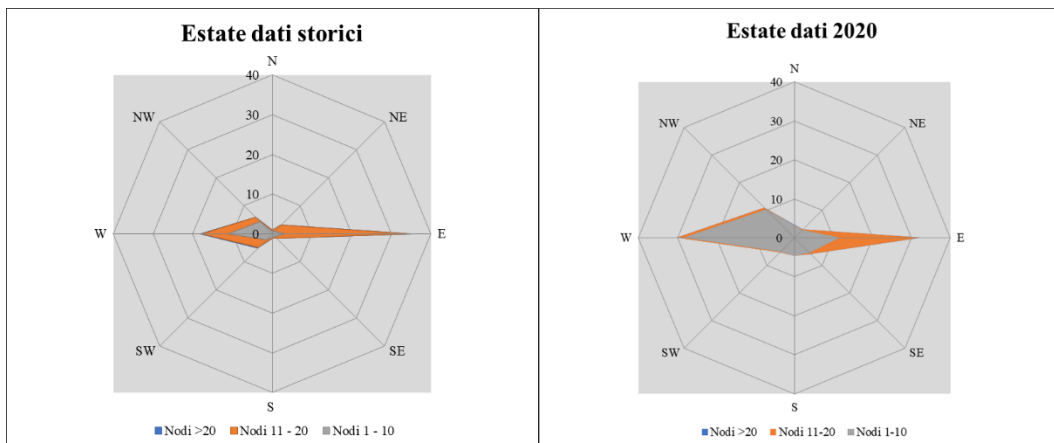 Estate dati storici
N
40
NW
NE
30
20
10
W
0
E
SW
SE
S
Nodi >20 Nodi 11 - 20 Nodi 1 - 10
Estate dati 2020
N
40
NW
NE
30
20
10
W
0
E
SW
SE
S
Nodi >20 Nodi 11-20 Nodi 1-10